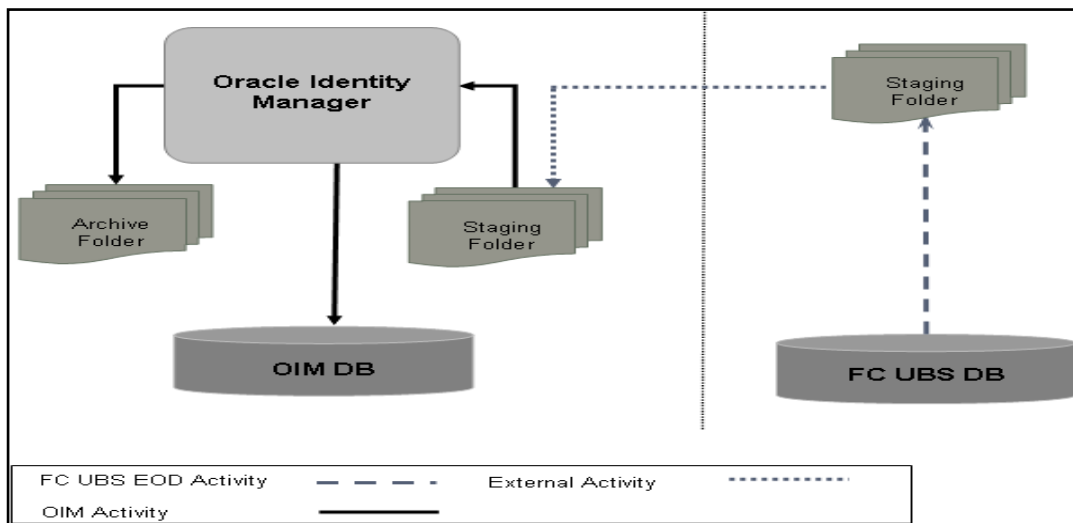 Oracle Identity
Manager
Staging
Folder
Archive
Folder
Staging
Folder
OIM DB
FC UBS DB
FC UBS EOD Activity
External Activity
OIM Activity